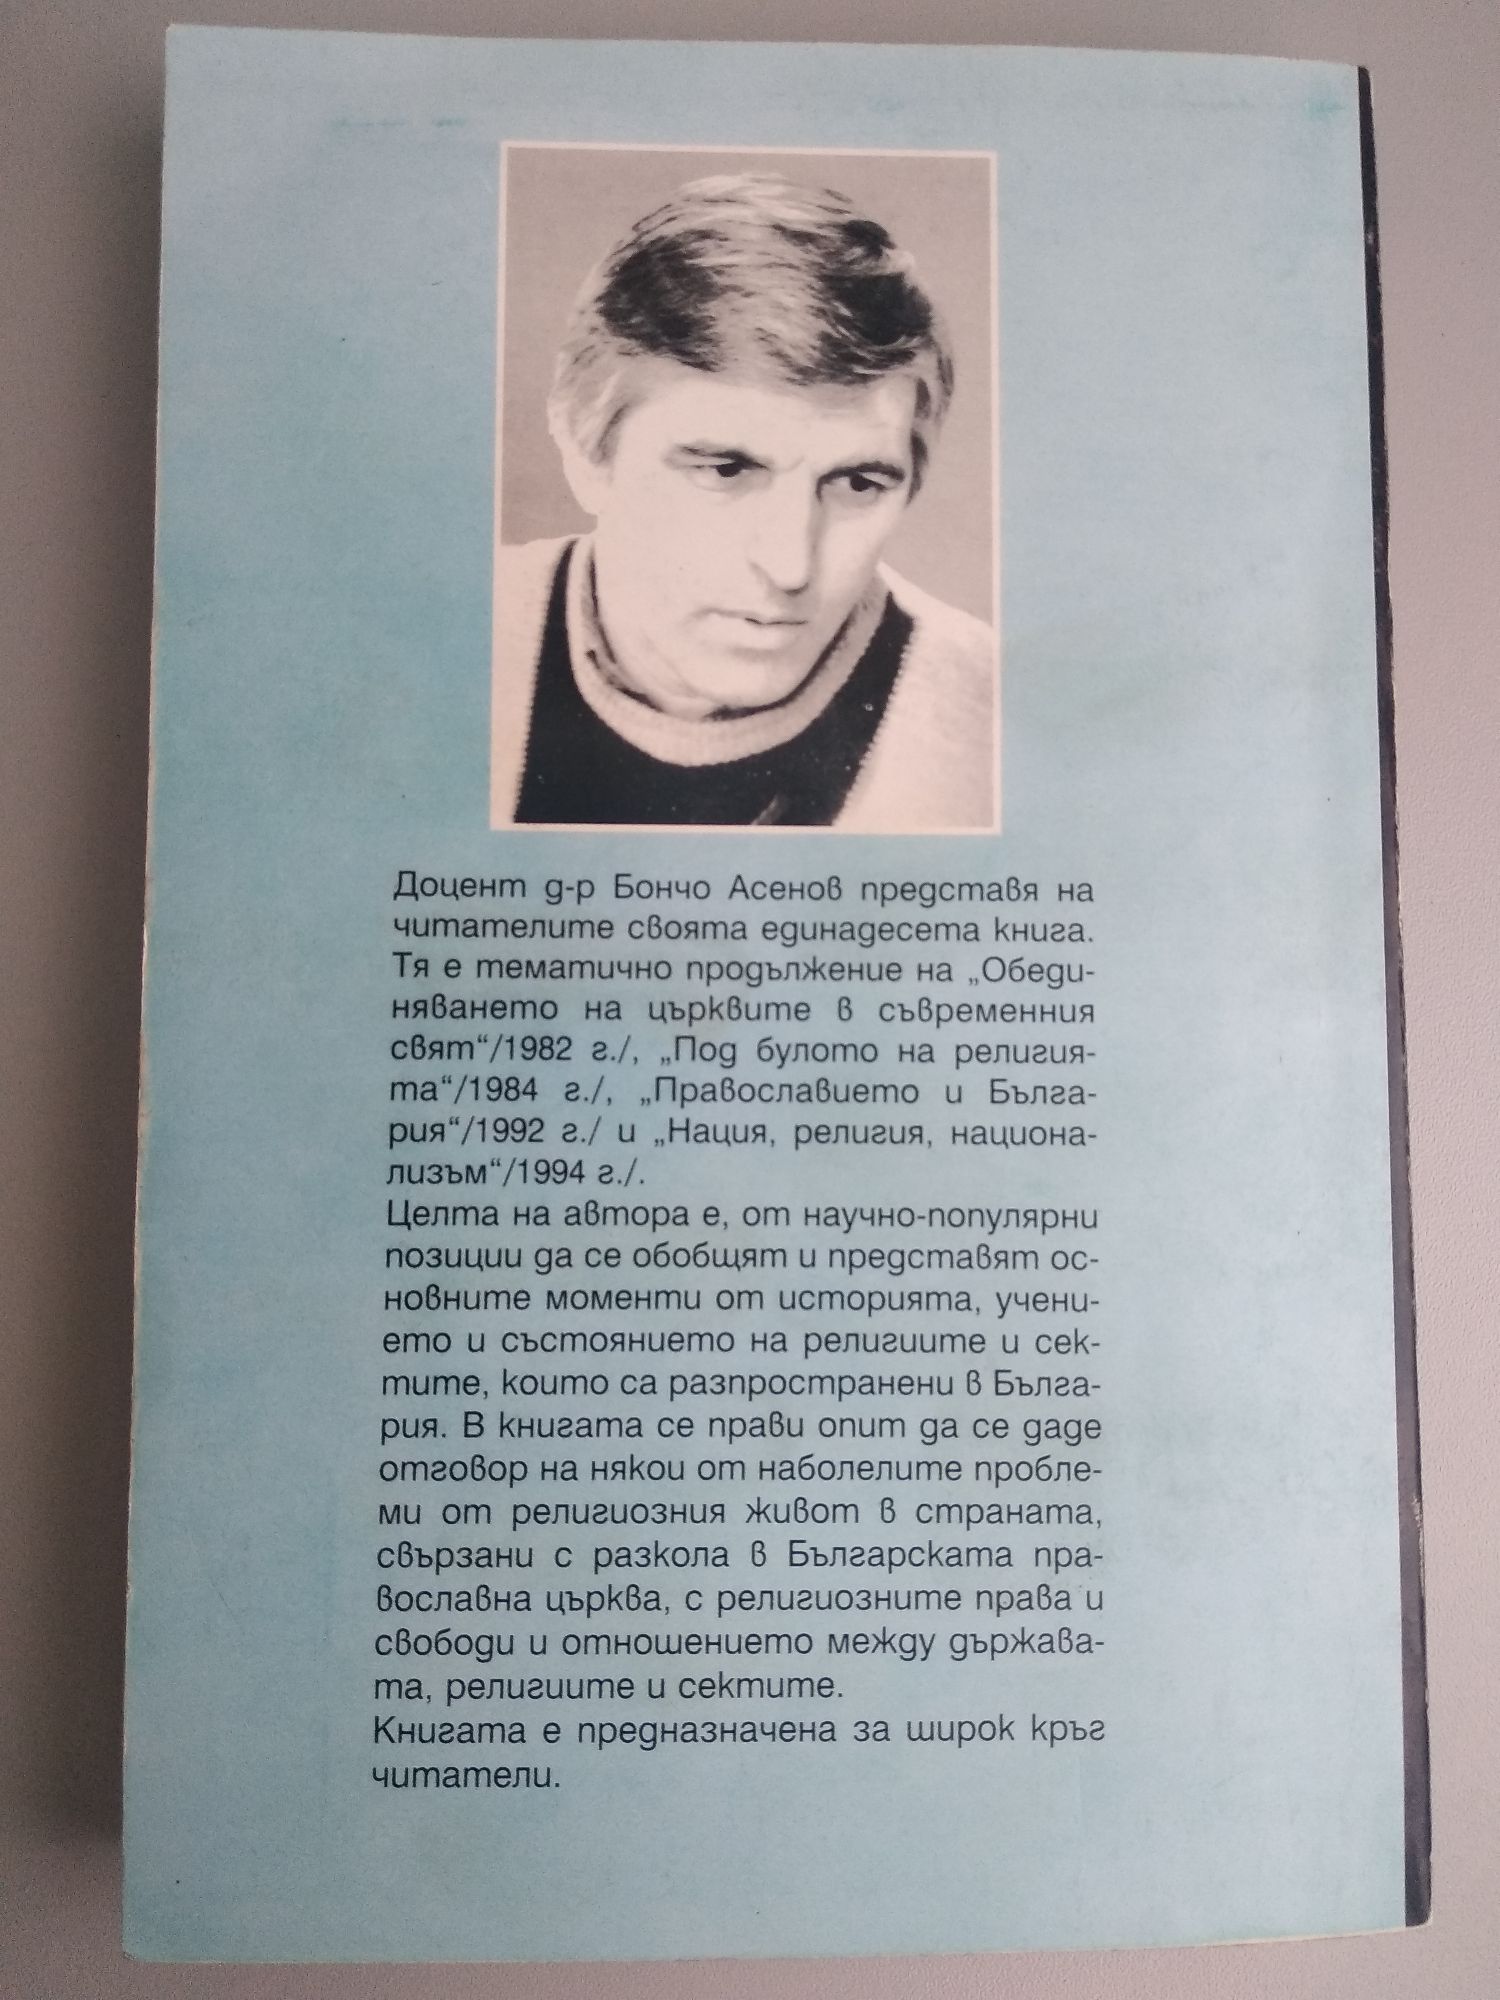 Доцент д-р Бончо Асенов представя на
читателите своята единадесета книга.
Тя е тематично продължение на „Обеди-
няването на църквите в съвременния
свят“/1982 г./, „Под булото на религия-
та“/1984 г./, „Православието и Бълга-
рия“/1992 г./ и „Нация, религия, национа-
лизъм“/1994 г./.
Целта на автора е, от научно-популярни
позиции да се обобщят и представят ос-
новните моменти от историята, учени-
ето и състоянието на религиите и сек-
тите, които са разпространени в Бълга-
рия. В книгата се прави опит да се даде
отговор на някои от наболелите пробле-
ми от религиозния живот в страната,
свързани с разкола в Българската пра-
вославна църква, с религиозните права и
свободи и отношението между държава-
та, религиите и сектите.
Книгата е предназначена за широк кръг
читатели.